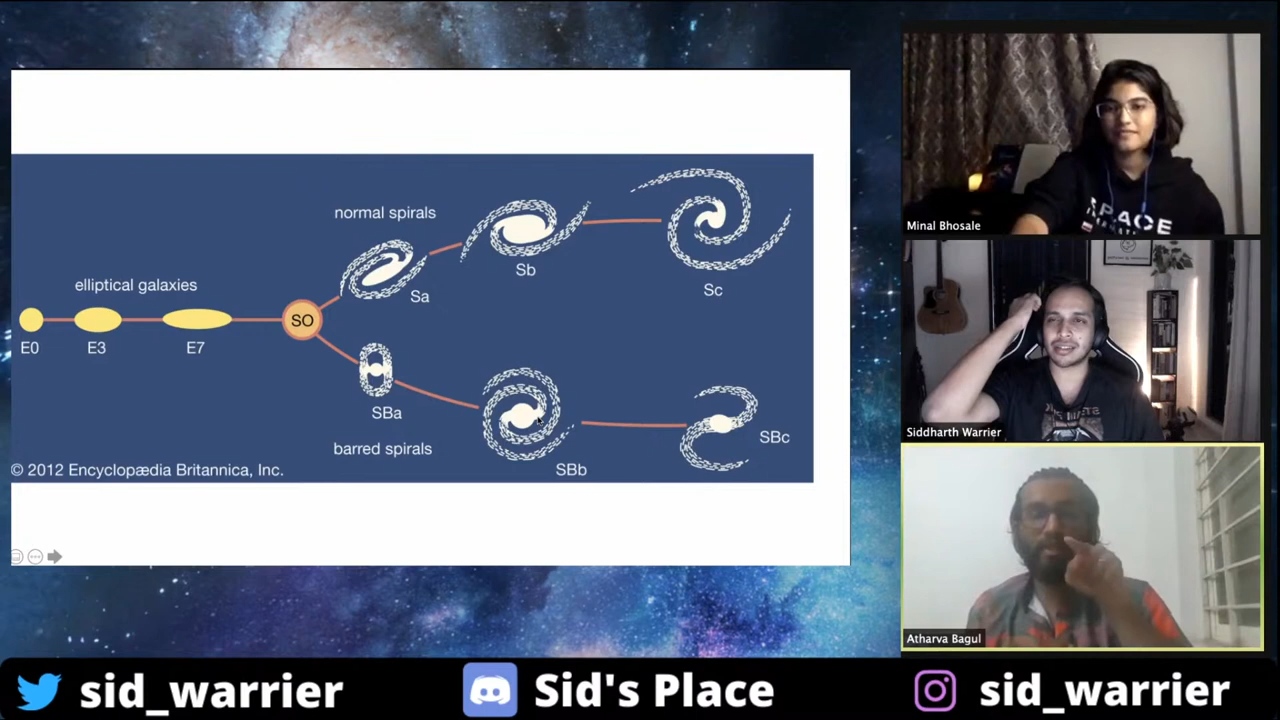 normal spirals
Sa
Sb
Sc
elliptical galaxies
E0
E3
E7
SO
SBa
barred spirals
SBb
SBc
© 2012 Encyclopædia Britannica, Inc.
Minal Bhosale
SPACE
Siddharth Warrier
Atharva Bagul
sid_warrier
Sid's Place
sid_warrier